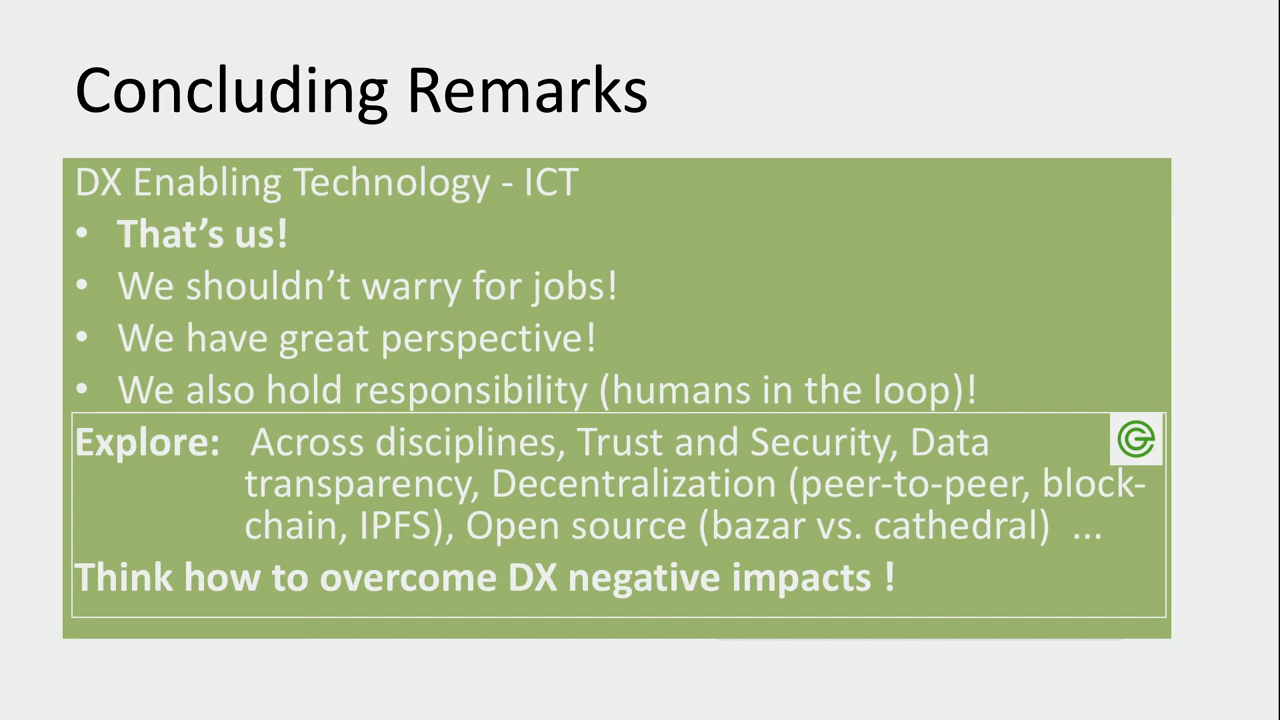 Concluding Remarks
DX Enabling Technology - ICT
• That's us!
• We shouldn't warry for jobs!
• We have great perspective!
• We also hold responsibility (humans in the loop)!
Explore: Across disciplines, Trust and Security, Data
transparency, Decentralization (peer-to-peer, block-
chain, IPFS), Open source (bazar vs. cathedral) ...
Think how to overcome DX negative impacts !